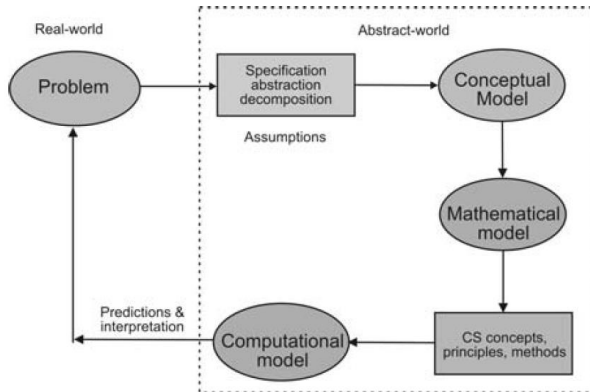 Real-world
Abstract-world
Problem
Specification
abstraction
decomposition
Conceptual
Model
Assumptions
Mathematical
model
Predictions &
interpretation
Computational
model
CS concepts,
principles, methods